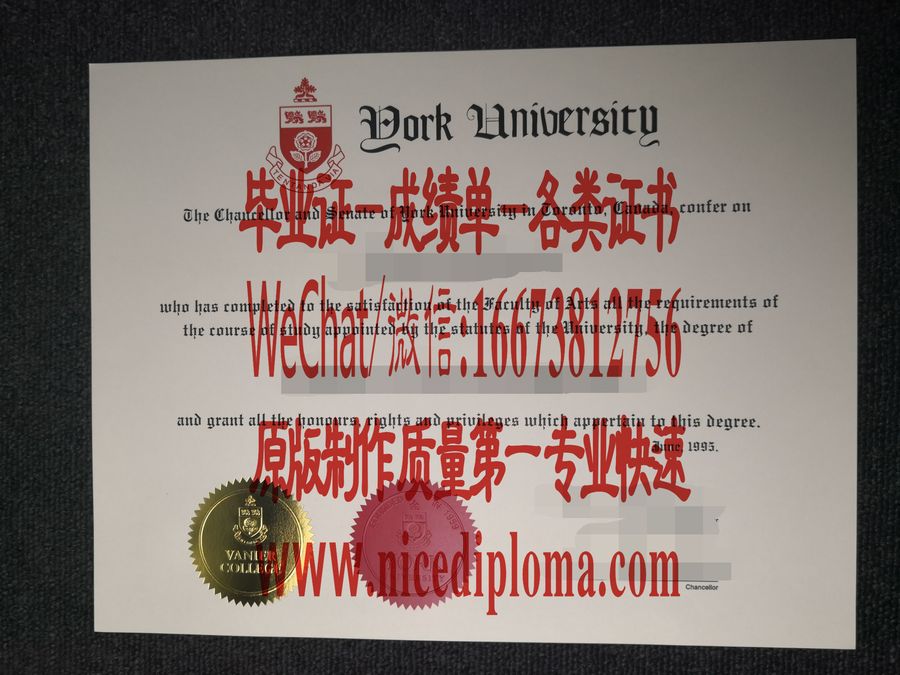 York University
TENTANDA VIA
毕业证一成绩单一各类证书
The Chancellor and Senate of York University in Toronto, Canada, confer on
who has completed to the satisfaction of the Faculty of Arts all the requirements of
WeChat/微信:16673812756
the course of study appointed by the statutes of the University, the degree of
and grant all the honours, rights and privileges which appertain to this degree.
June, 1995.
原版制作质量第一专业快速
VANIER
COLLEGE
1959
www.nicediploma.com
Chancellor